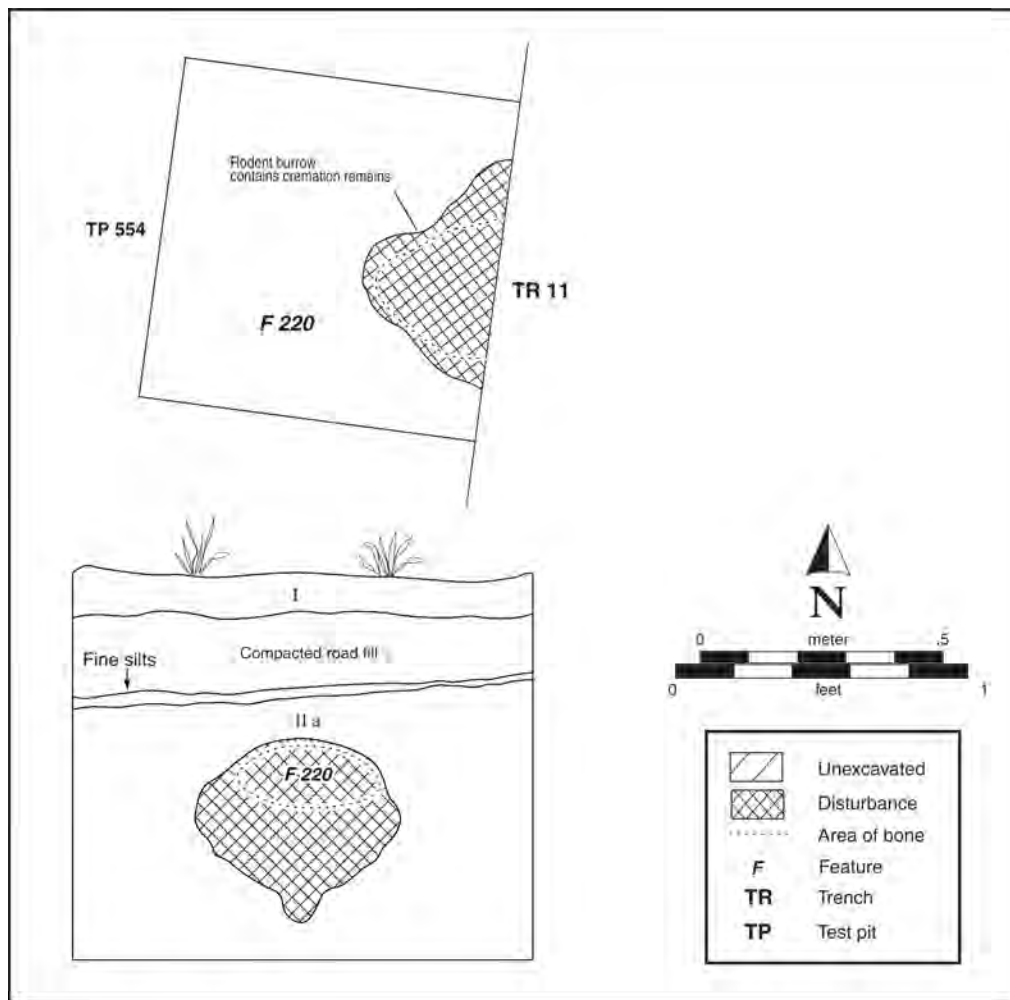 Rodent burrow
contains cremation remains
TP 554
TR 11
F 220
I
Compacted road fill
Fine silts
II a
F 220
N
0 meter .5
0 feet 1
Unexcavated
Disturbance
Area of bone
F Feature
TR Trench
TP Test pit